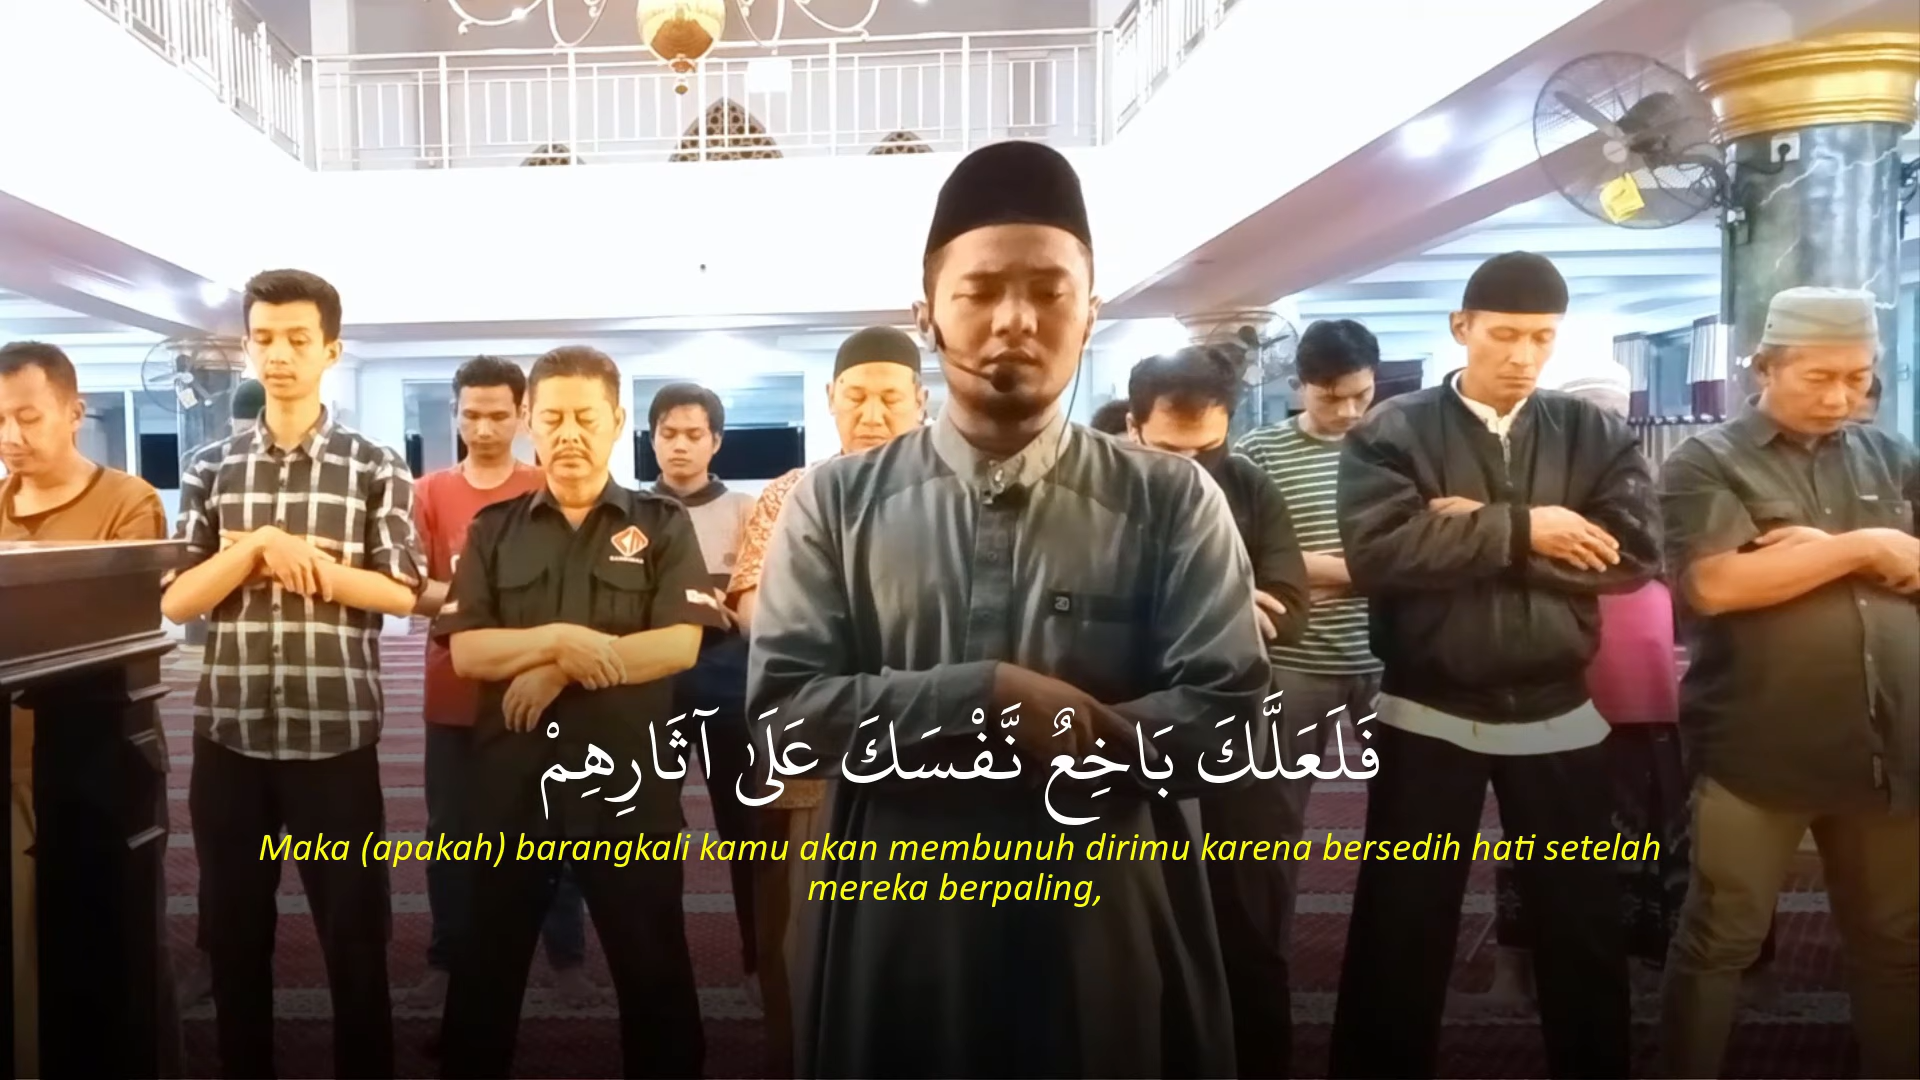 فَلَعَلَّكَ بَاخِعٌ نَّفْسَكَ عَلَىٰ آثَارِهِمْ
Maka (apakah) barangkali kamu akan membunuh dirimu karena bersedih hati setelah
mereka berpaling,